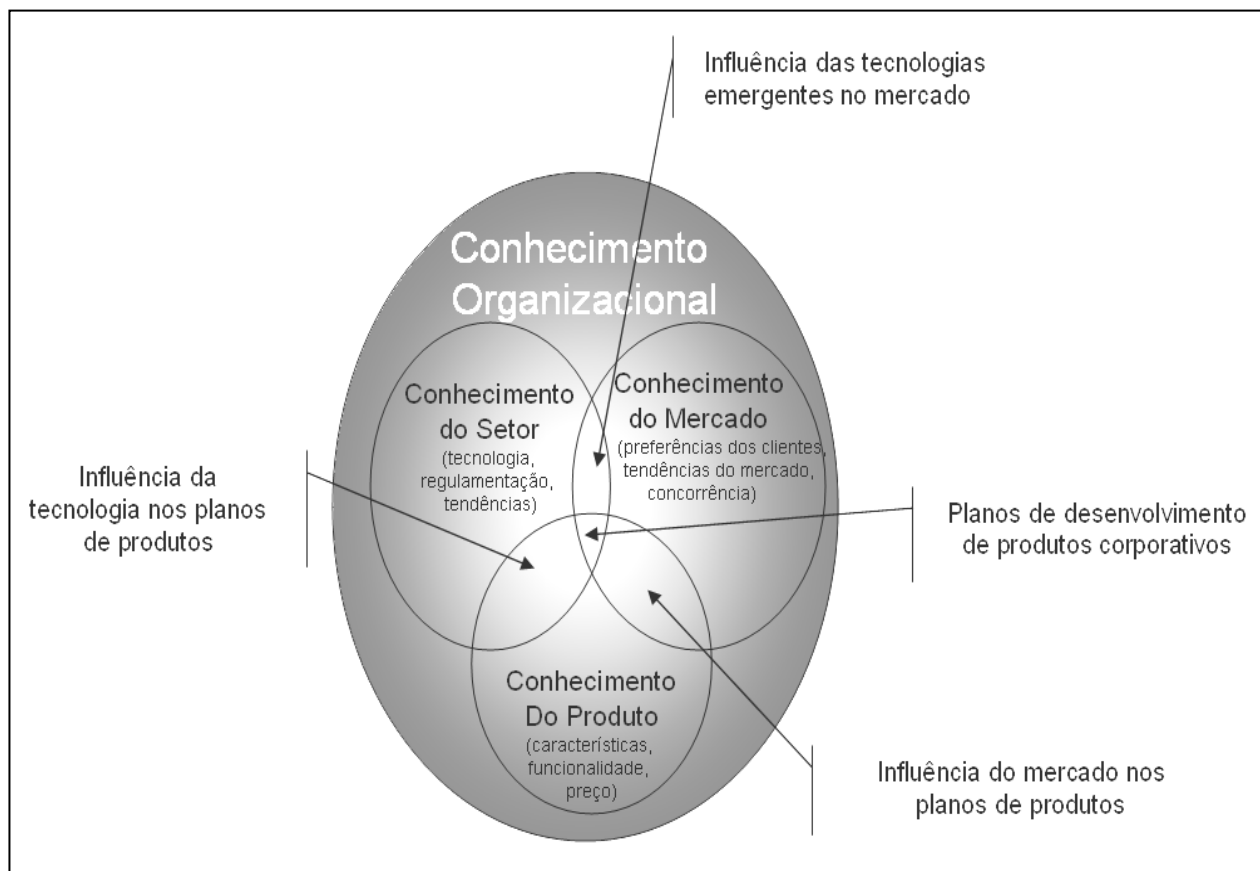 Influência das tecnologias
emergentes no mercado
Conhecimento
Organizacional
Conhecimento
do Setor
(tecnologia,
regulamentação,
tendências)
Conhecimento
do Mercado
(preferências dos clientes,
tendências do mercado,
concorrência)
Influência da
tecnologia nos planos
de produtos
Planos de desenvolvimento
de produtos corporativos
Conhecimento
Do Produto
(características,
funcionalidade,
preço)
Influência do mercado nos
planos de produtos